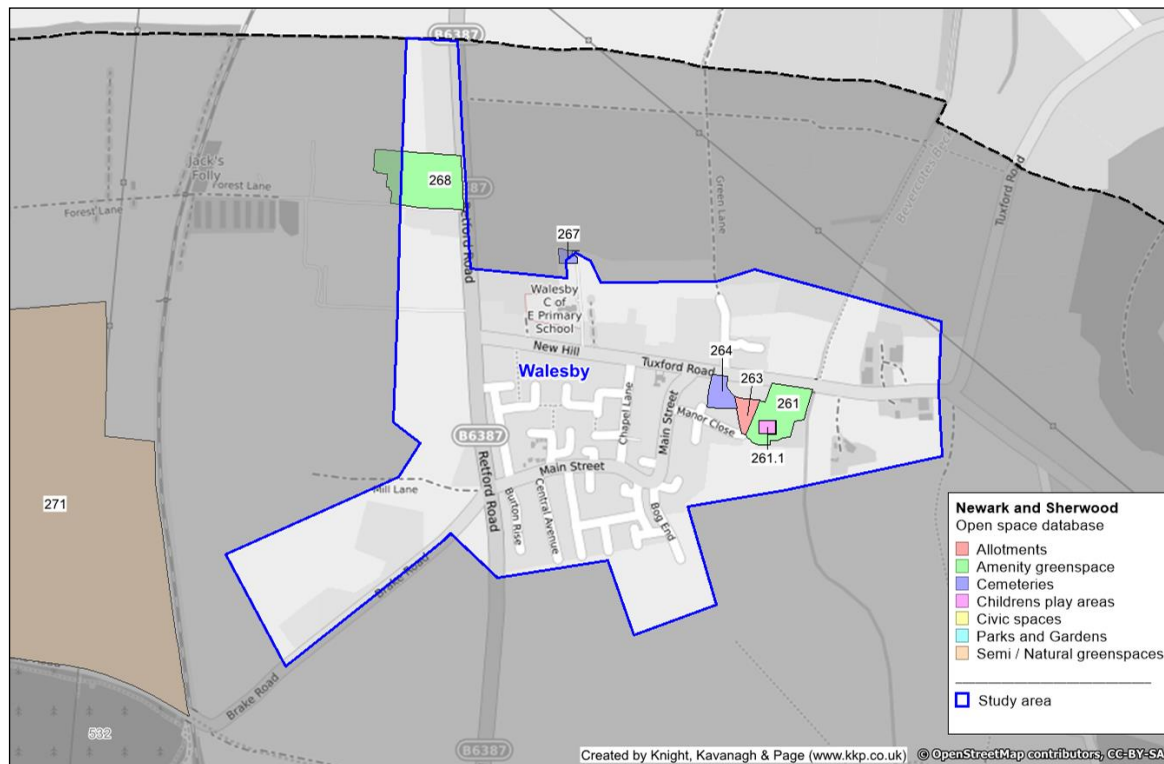 B6387
Jack's
Folly
Forest Lane
Forest Lane
268
Retford Road
267
Green Lane
Tuxford Road
Walesby
C of
E Primary
School
New Hill
Walesby
Tuxford Road
264
263
261
261.1
Chapel Lane
Manor Close
Main Street
B6387
Retford Road
Main Street
Mill Lane
Burton Rise
Central Avenue
Bog End
271
Brake Road
Brake Road
532
B6387
Newark and Sherwood
Open space database
Allotments
Amenity greenspace
Cemeteries
Childrens play areas
Civic spaces
Parks and Gardens
Semi / Natural greenspaces
Study area
Created by Knight, Kavanagh & Page (www.kkp.co.uk)
© OpenStreetMap contributors, CC-BY-SA